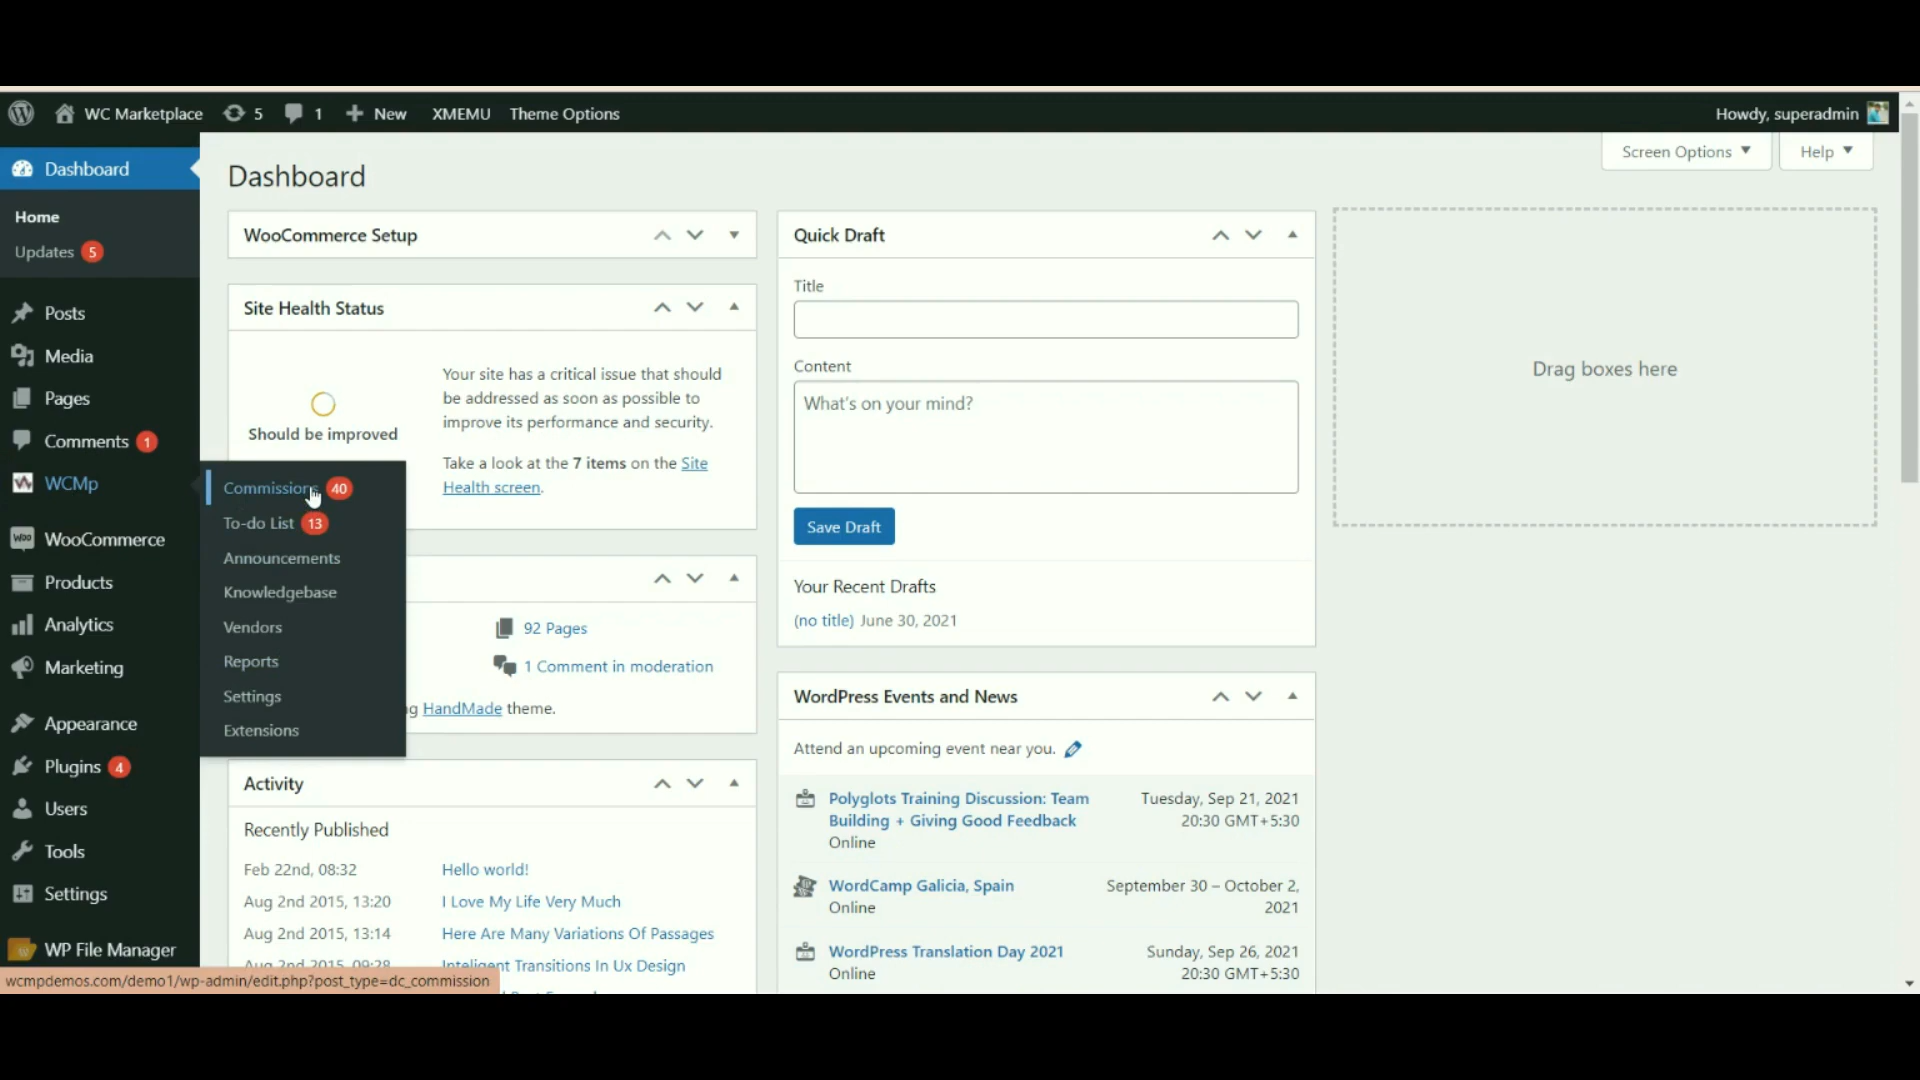 WC Marketplace 5 1 New XMEMU Theme Options Howdy, superadmin
Screen Options Help
Dashboard
Home
Updates 5
Posts
Media
Pages
Comments 1
WCMp
WooCommerce
Products
Analytics
Marketing
Appearance
Plugins 4
Users
Tools
Settings
WP File Manager
Commissions 40
To-do List 13
Announcements
Knowledgebase
Vendors
Reports
Settings
Extensions
Dashboard
WooCommerce Setup
Site Health Status
Should be improved
Your site has a critical issue that should
be addressed as soon as possible to
improve its performance and security.
Take a look at the 7 items on the Site
Health screen.
92 Pages
1 Comment in moderation
HandMade theme.
Activity
Recently Published
Feb 22nd, 08:32 Hello world!
Aug 2nd 2015, 13:20 I Love My Life Very Much
Aug 2nd 2015, 13:14 Here Are Many Variations Of Passages
Aug 2nd 2015, 09:28 Inteligent Transitions In Ux Design
Quick Draft
Title
Content
What's on your mind?
Save Draft
Your Recent Drafts
(no title) June 30, 2021
WordPress Events and News
Attend an upcoming event near you.
Polyglots Training Discussion: Team Tuesday, Sep 21, 2021
Building + Giving Good Feedback 20:30 GMT+5:30
Online
WordCamp Galicia, Spain September 30 – October 2,
Online 2021
WordPress Translation Day 2021 Sunday, Sep 26, 2021
Online 20:30 GMT+5:30
Drag boxes here
wcmpdemos.com/demo1/wp-admin/edit.php?post_type=dc_commission